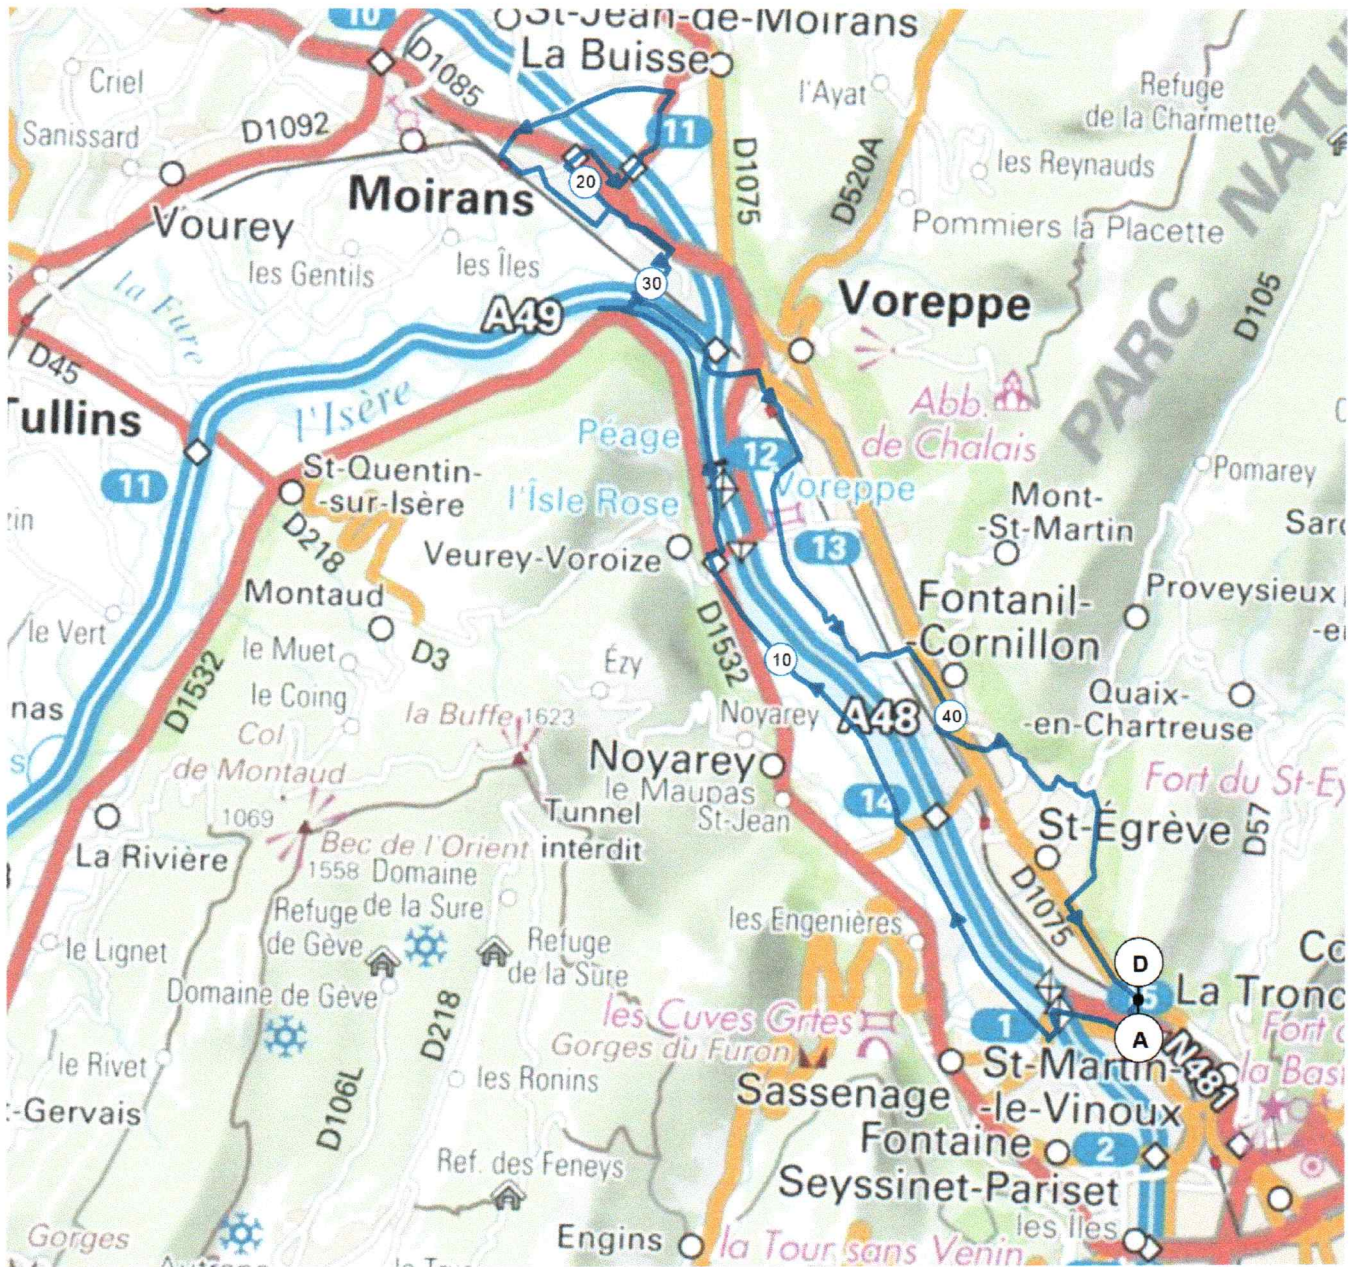 10
St-Jean-de-Moirans
La Buisse
D1085
Criel
l'Ayat
Refuge
de la Charmette
Sanissard
D1092
11
D1075
D520A
les Reynauds
20
Moirans
Pommiers la Placette
Vourey
les Gentils
les Îles
la Fure
30
A49
Voreppe
D105
PARC
D45
l'Isère
Abb.
de Chalais
Tullins
Péage
12
Pomarey
11
St-Quentin-
-sur-Isère
l'Îsle Rose
Voreppe
Mont-
-St-Martin
D218
Veurey-Voroize
13
Montaud
Fontanil-
-Cornillon
Proveysieux
le Vert
le Muet
D3
D1532
10
Ézy
D1532
le Coing
Quaix-
-en-Chartreuse
nas
la Buffe 1623
Noyarey
A48
40
Col
de Montaud
Noyarey
le Maupas
14
Fort du St-Ey
1069
Tunnel
interdit
St-Jean
St-Égrève
D57
La Rivière
Bec de l'Orient
1558
Domaine
de la Sure
D1075
Refuge
de Gève
les Engenières
le Lignet
Refuge
de la Sûre
D
Domaine de Gève
La Tronc
les Cuves Grtes
1
A
D218
Gorges du Furon
N481
le Rivet
les Ronins
St-Martin-
-le-Vinoux
la Bast
-Gervais
D106L
Sassenage
Fontaine
2
Ref. des Feneys
Seyssinet-Pariset
les Îles
Gorges
Engins
la Tour sans Venin